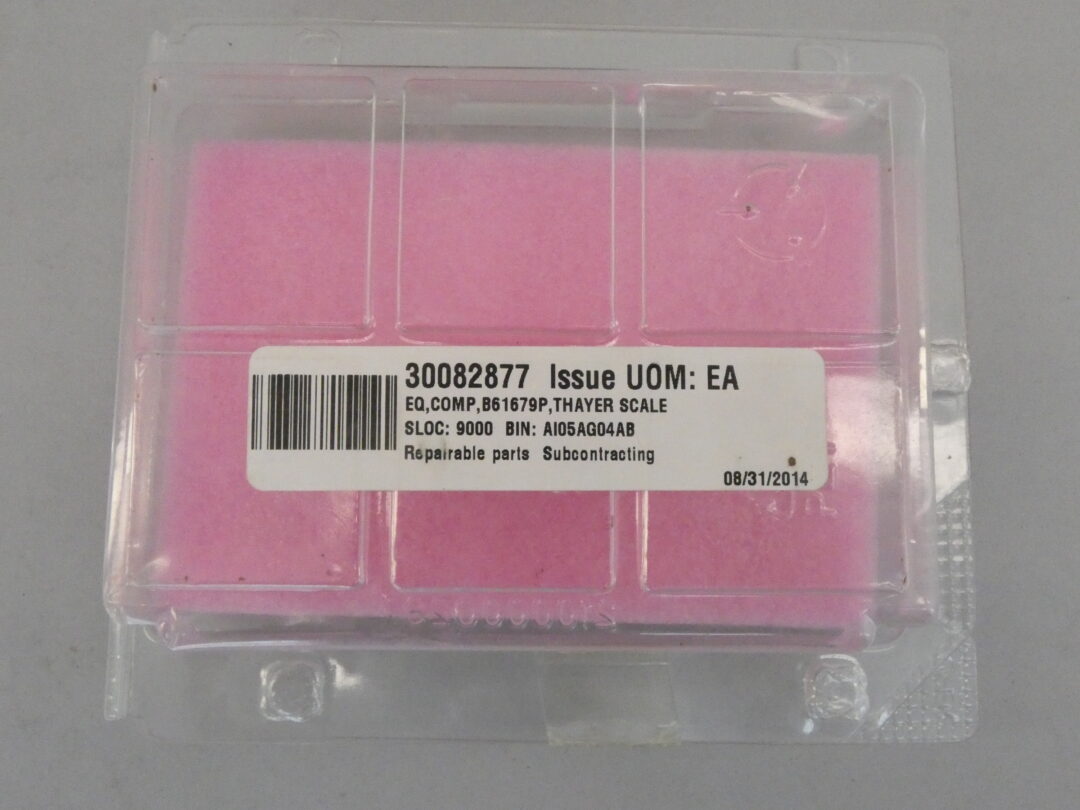 30082877 Issue UOM: EA
EQ,COMP,B61679P,THAYER SCALE
SLOC: 9000 BIN: AI05AG04AB
Repairable parts Subcontracting
08/31/2014